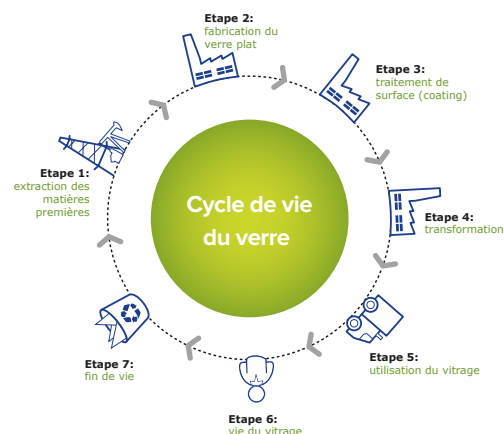 Etape 2:
fabrication du
verre plat
Etape 3:
traitement de
surface (coating)
Etape 1:
extraction des
matières
premières
Cycle de vie
du verre
Etape 4:
transformation
Etape 5:
utilisation du vitrage
Etape 7:
fin de vie
Etape 6:
vie du vitrage